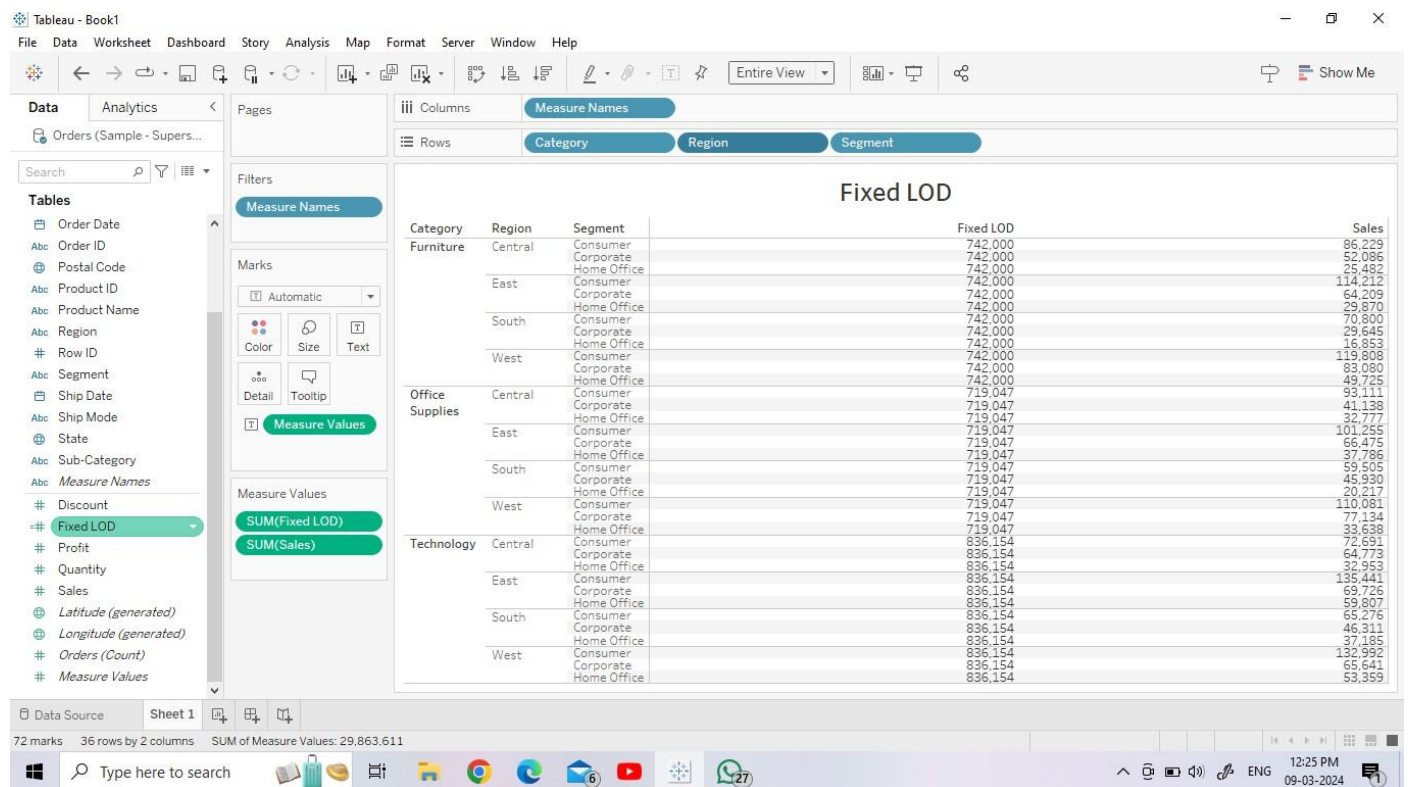 Tableau - Book1
File Data Worksheet Dashboard Story Analysis Map Format Server Window Help
Entire View
Show Me
Data Analytics
Orders (Sample - Supers...
Search
Tables
Order Date
Abc Order ID
Postal Code
Abc Product ID
Abc Product Name
Abc Region
# Row ID
Abc Segment
Ship Date
Abc Ship Mode
State
Abc Sub-Category
Abc Measure Names
# Discount
=# Fixed LOD
# Profit
# Quantity
# Sales
Latitude (generated)
Longitude (generated)
# Orders (Count)
# Measure Values
Pages
Filters
Measure Names
Marks
Automatic
Color Size Text
Detail Tooltip
Measure Values
Measure Values
SUM(Fixed LOD)
SUM(Sales)
iii Columns Measure Names
Rows Category Region Segment
Fixed LOD
Category Region Segment Fixed LOD Sales
Furniture Central Consumer 742,000 86,229
Corporate 742,000 52,086
Home Office 742,000 25,482
East Consumer 742,000 114,212
Corporate 742,000 64,209
Home Office 742,000 29,870
South Consumer 742,000 70,800
Corporate 742,000 29,645
Home Office 742,000 16,853
West Consumer 742,000 119,808
Corporate 742,000 83,080
Home Office 742,000 49,725
Office Central Consumer 719,047 93,111
Supplies Corporate 719,047 41,138
Home Office 719,047 32,777
East Consumer 719,047 101,255
Corporate 719,047 66,475
Home Office 719,047 37,786
South Consumer 719,047 59,505
Corporate 719,047 45,930
Home Office 719,047 20,217
West Consumer 719,047 110,081
Corporate 719,047 77,134
Home Office 719,047 33,638
Technology Central Consumer 836,154 72,691
Corporate 836,154 64,773
Home Office 836,154 32,953
East Consumer 836,154 135,441
Corporate 836,154 69,726
Home Office 836,154 59,807
South Consumer 836,154 65,276
Corporate 836,154 46,311
Home Office 836,154 37,185
West Consumer 836,154 132,992
Corporate 836,154 65,641
Home Office 836,154 53,359
Data Source Sheet 1
72 marks 36 rows by 2 columns SUM of Measure Values: 29,863,611
Type here to search
6
27
ENG
12:25 PM
09-03-2024
1